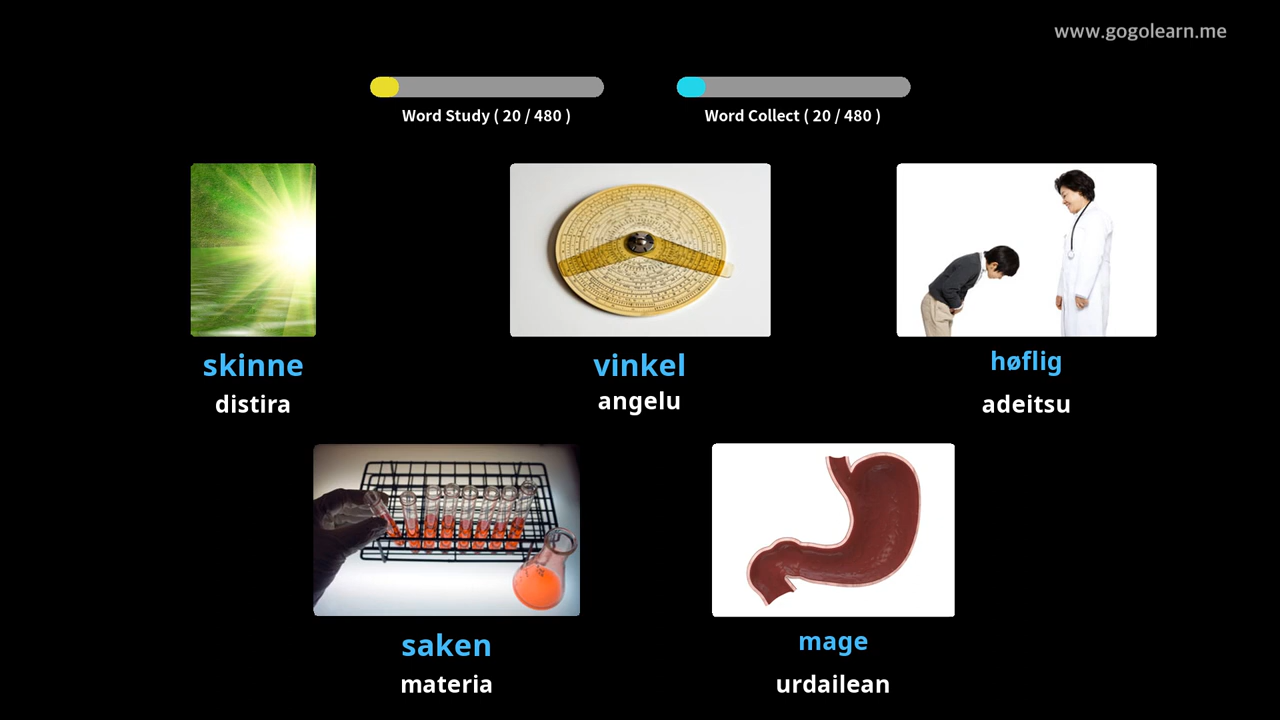 www.gogolearn.me
Word Study ( 20 / 480 )
Word Collect ( 20 / 480 )
skinne
distira
vinkel
angelu
høflig
adeitsu
saken
materia
mage
urdailean